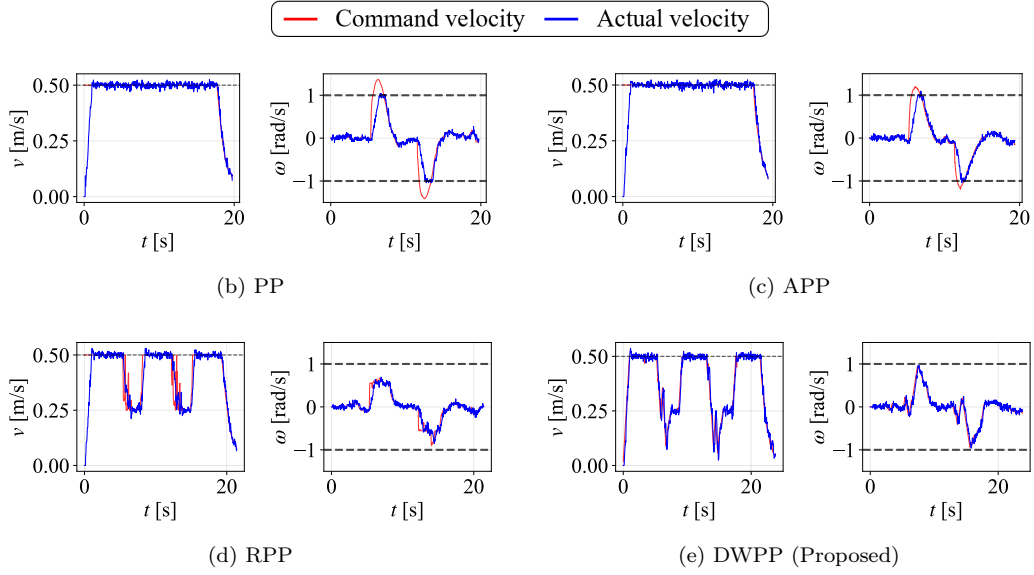 Command velocity Actual velocity
0.50
0.25
0.00
v [m/s]
0 20
t [s]
1
0
−1
ω [rad/s]
0 20
t [s]
(b) PP
0.50
0.25
0.00
v [m/s]
0 20
t [s]
1
0
−1
ω [rad/s]
0 20
t [s]
(c) APP
0.50
0.25
0.00
v [m/s]
0 20
t [s]
1
0
−1
ω [rad/s]
0 20
t [s]
(d) RPP
0.50
0.25
0.00
v [m/s]
0 20
t [s]
1
0
−1
ω [rad/s]
0 20
t [s]
(e) DWPP (Proposed)